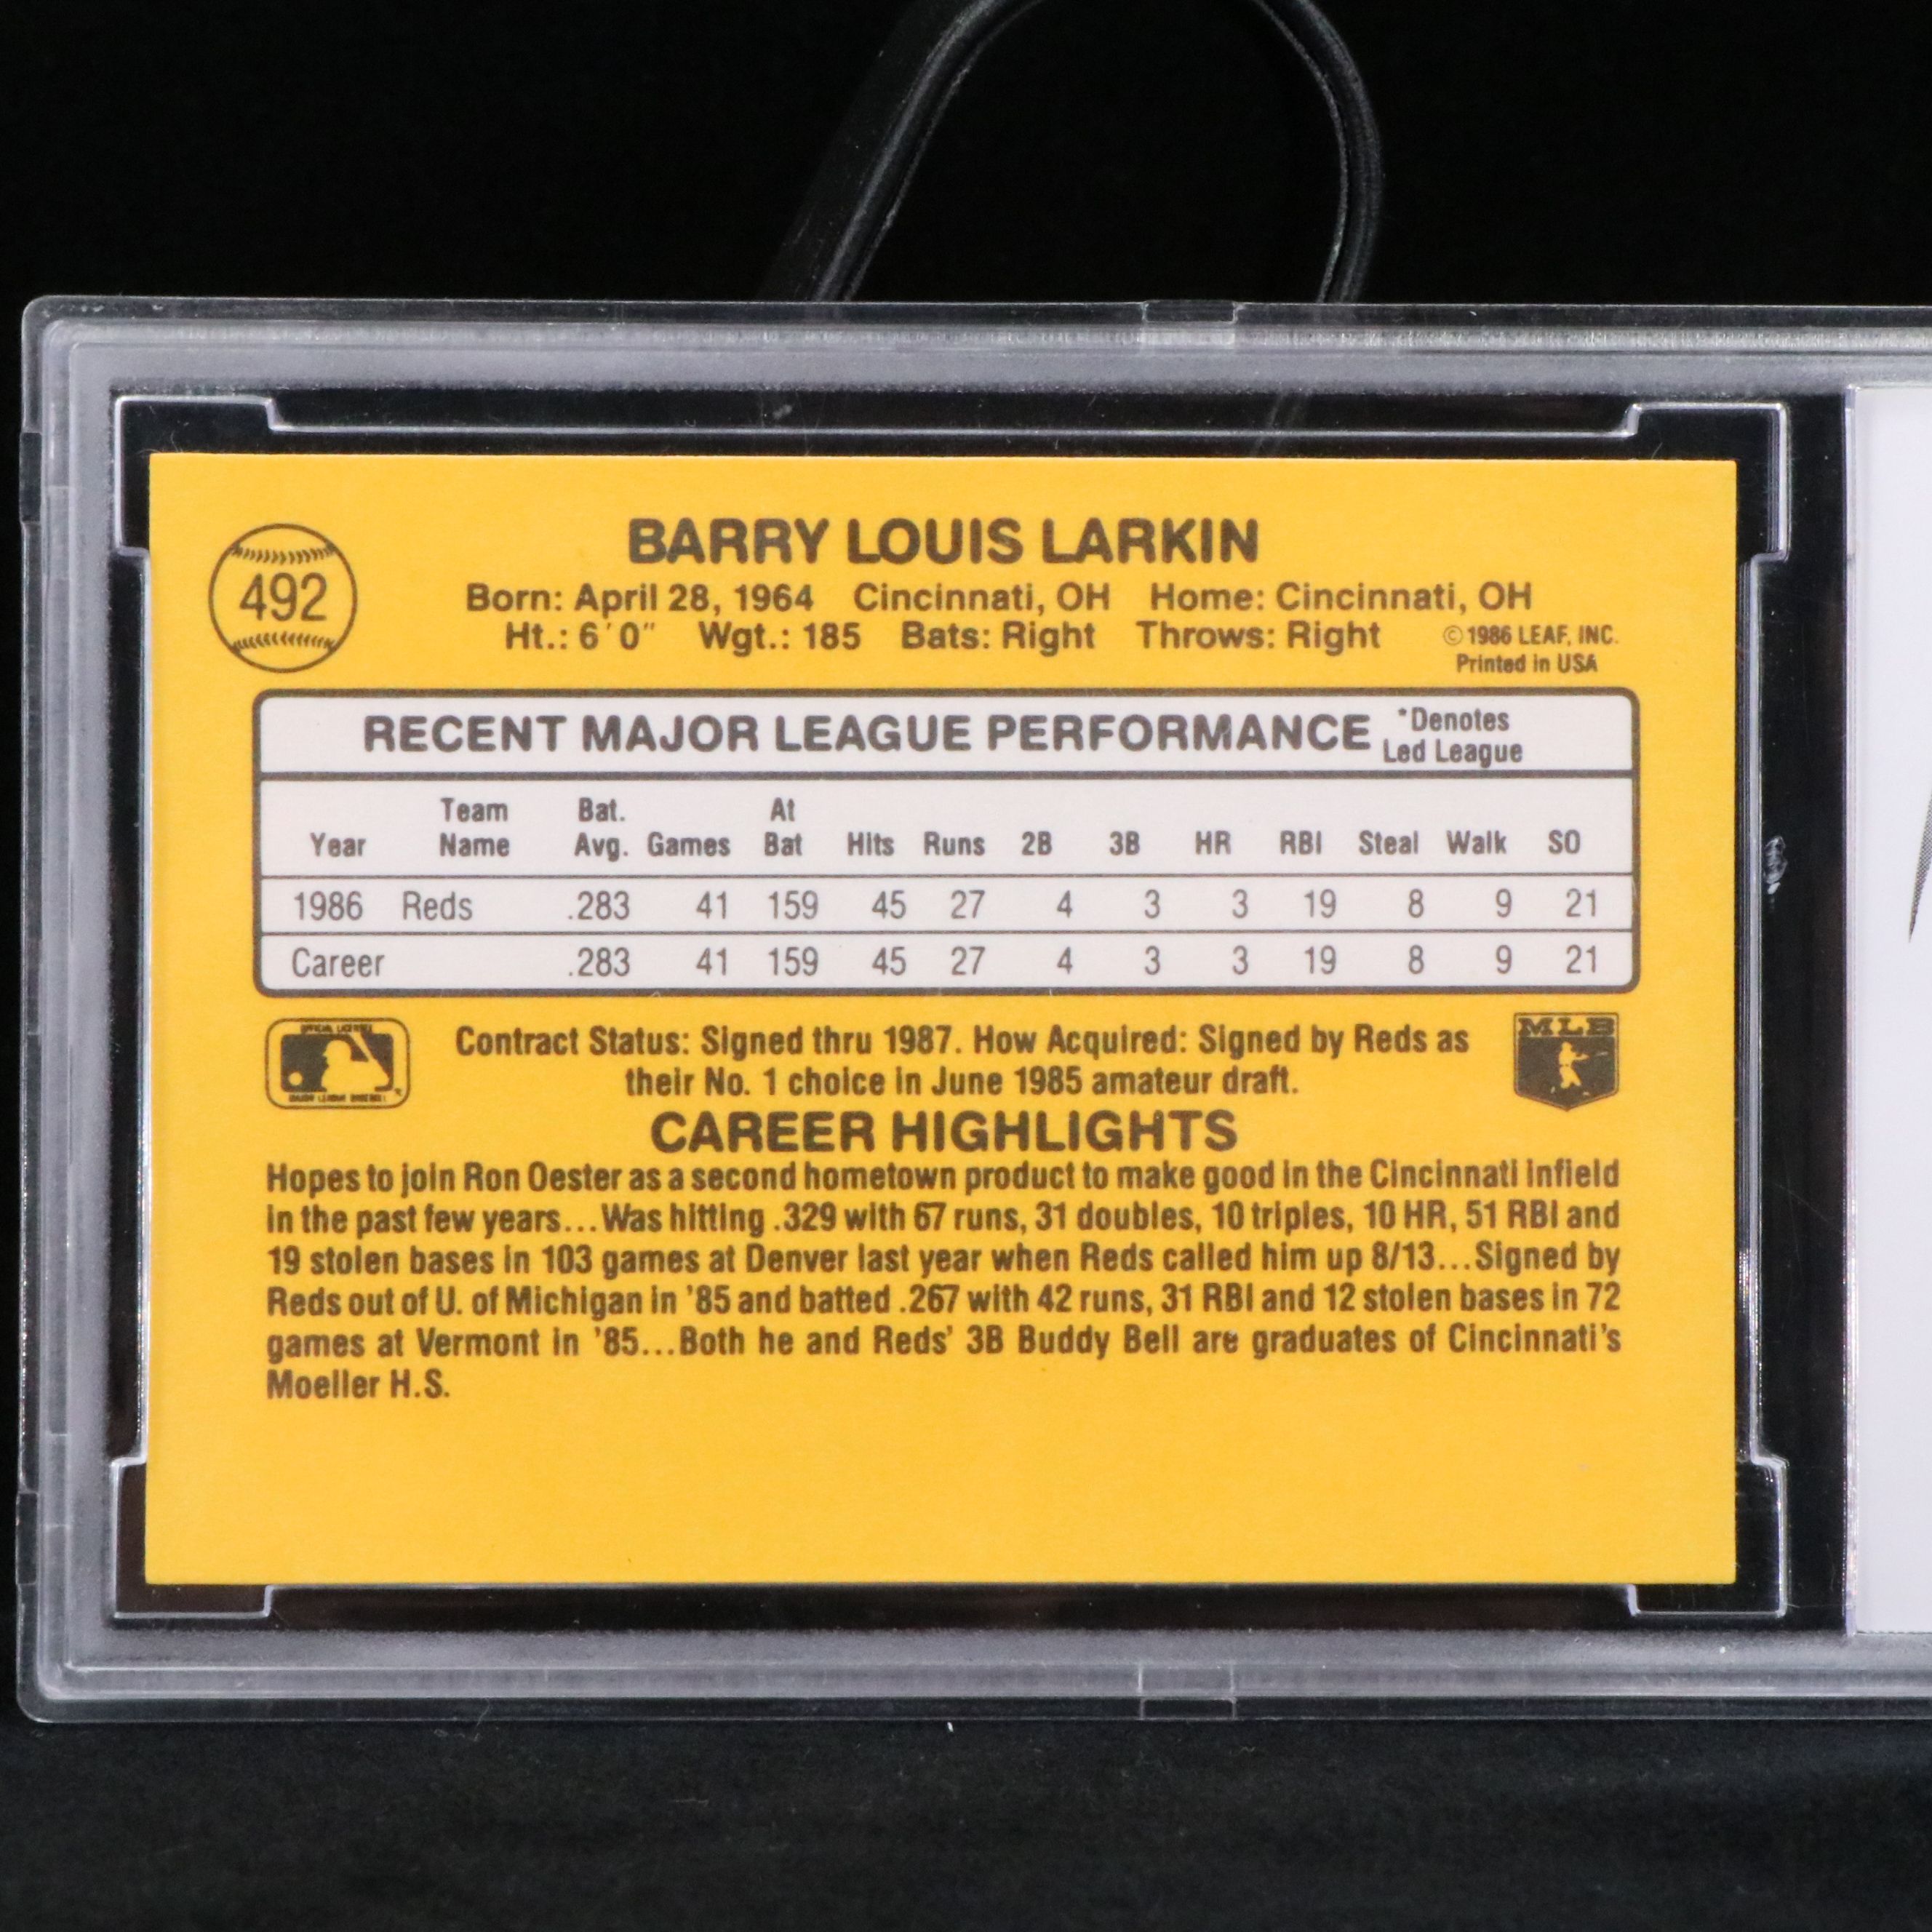 492
BARRY LOUIS LARKIN
Born: April 28, 1964 Cincinnati, OH Home: Cincinnati, OH
Ht.: 6'0" Wgt.: 185 Bats: Right Throws: Right
©1986 LEAF, INC.
Printed in USA
RECENT MAJOR LEAGUE PERFORMANCE *Denotes
Led League
Year Team Name Bat. Avg. Games At Bat Hits Runs 2B 3B HR RBI Steal Walk SO
1986 Reds .283 41 159 45 27 4 3 3 19 8 9 21
Career .283 41 159 45 27 4 3 3 19 8 9 21
MLB
Contract Status: Signed thru 1987. How Acquired: Signed by Reds as
their No. 1 choice in June 1985 amateur draft.
CAREER HIGHLIGHTS
Hopes to join Ron Oester as a second hometown product to make good in the Cincinnati infield
in the past few years...Was hitting .329 with 67 runs, 31 doubles, 10 triples, 10 HR, 51 RBI and
19 stolen bases in 103 games at Denver last year when Reds called him up 8/13...Signed by
Reds out of U. of Michigan in '85 and batted .267 with 42 runs, 31 RBI and 12 stolen bases in 72
games at Vermont in '85...Both he and Reds' 3B Buddy Bell are graduates of Cincinnati's
Moeller H.S.